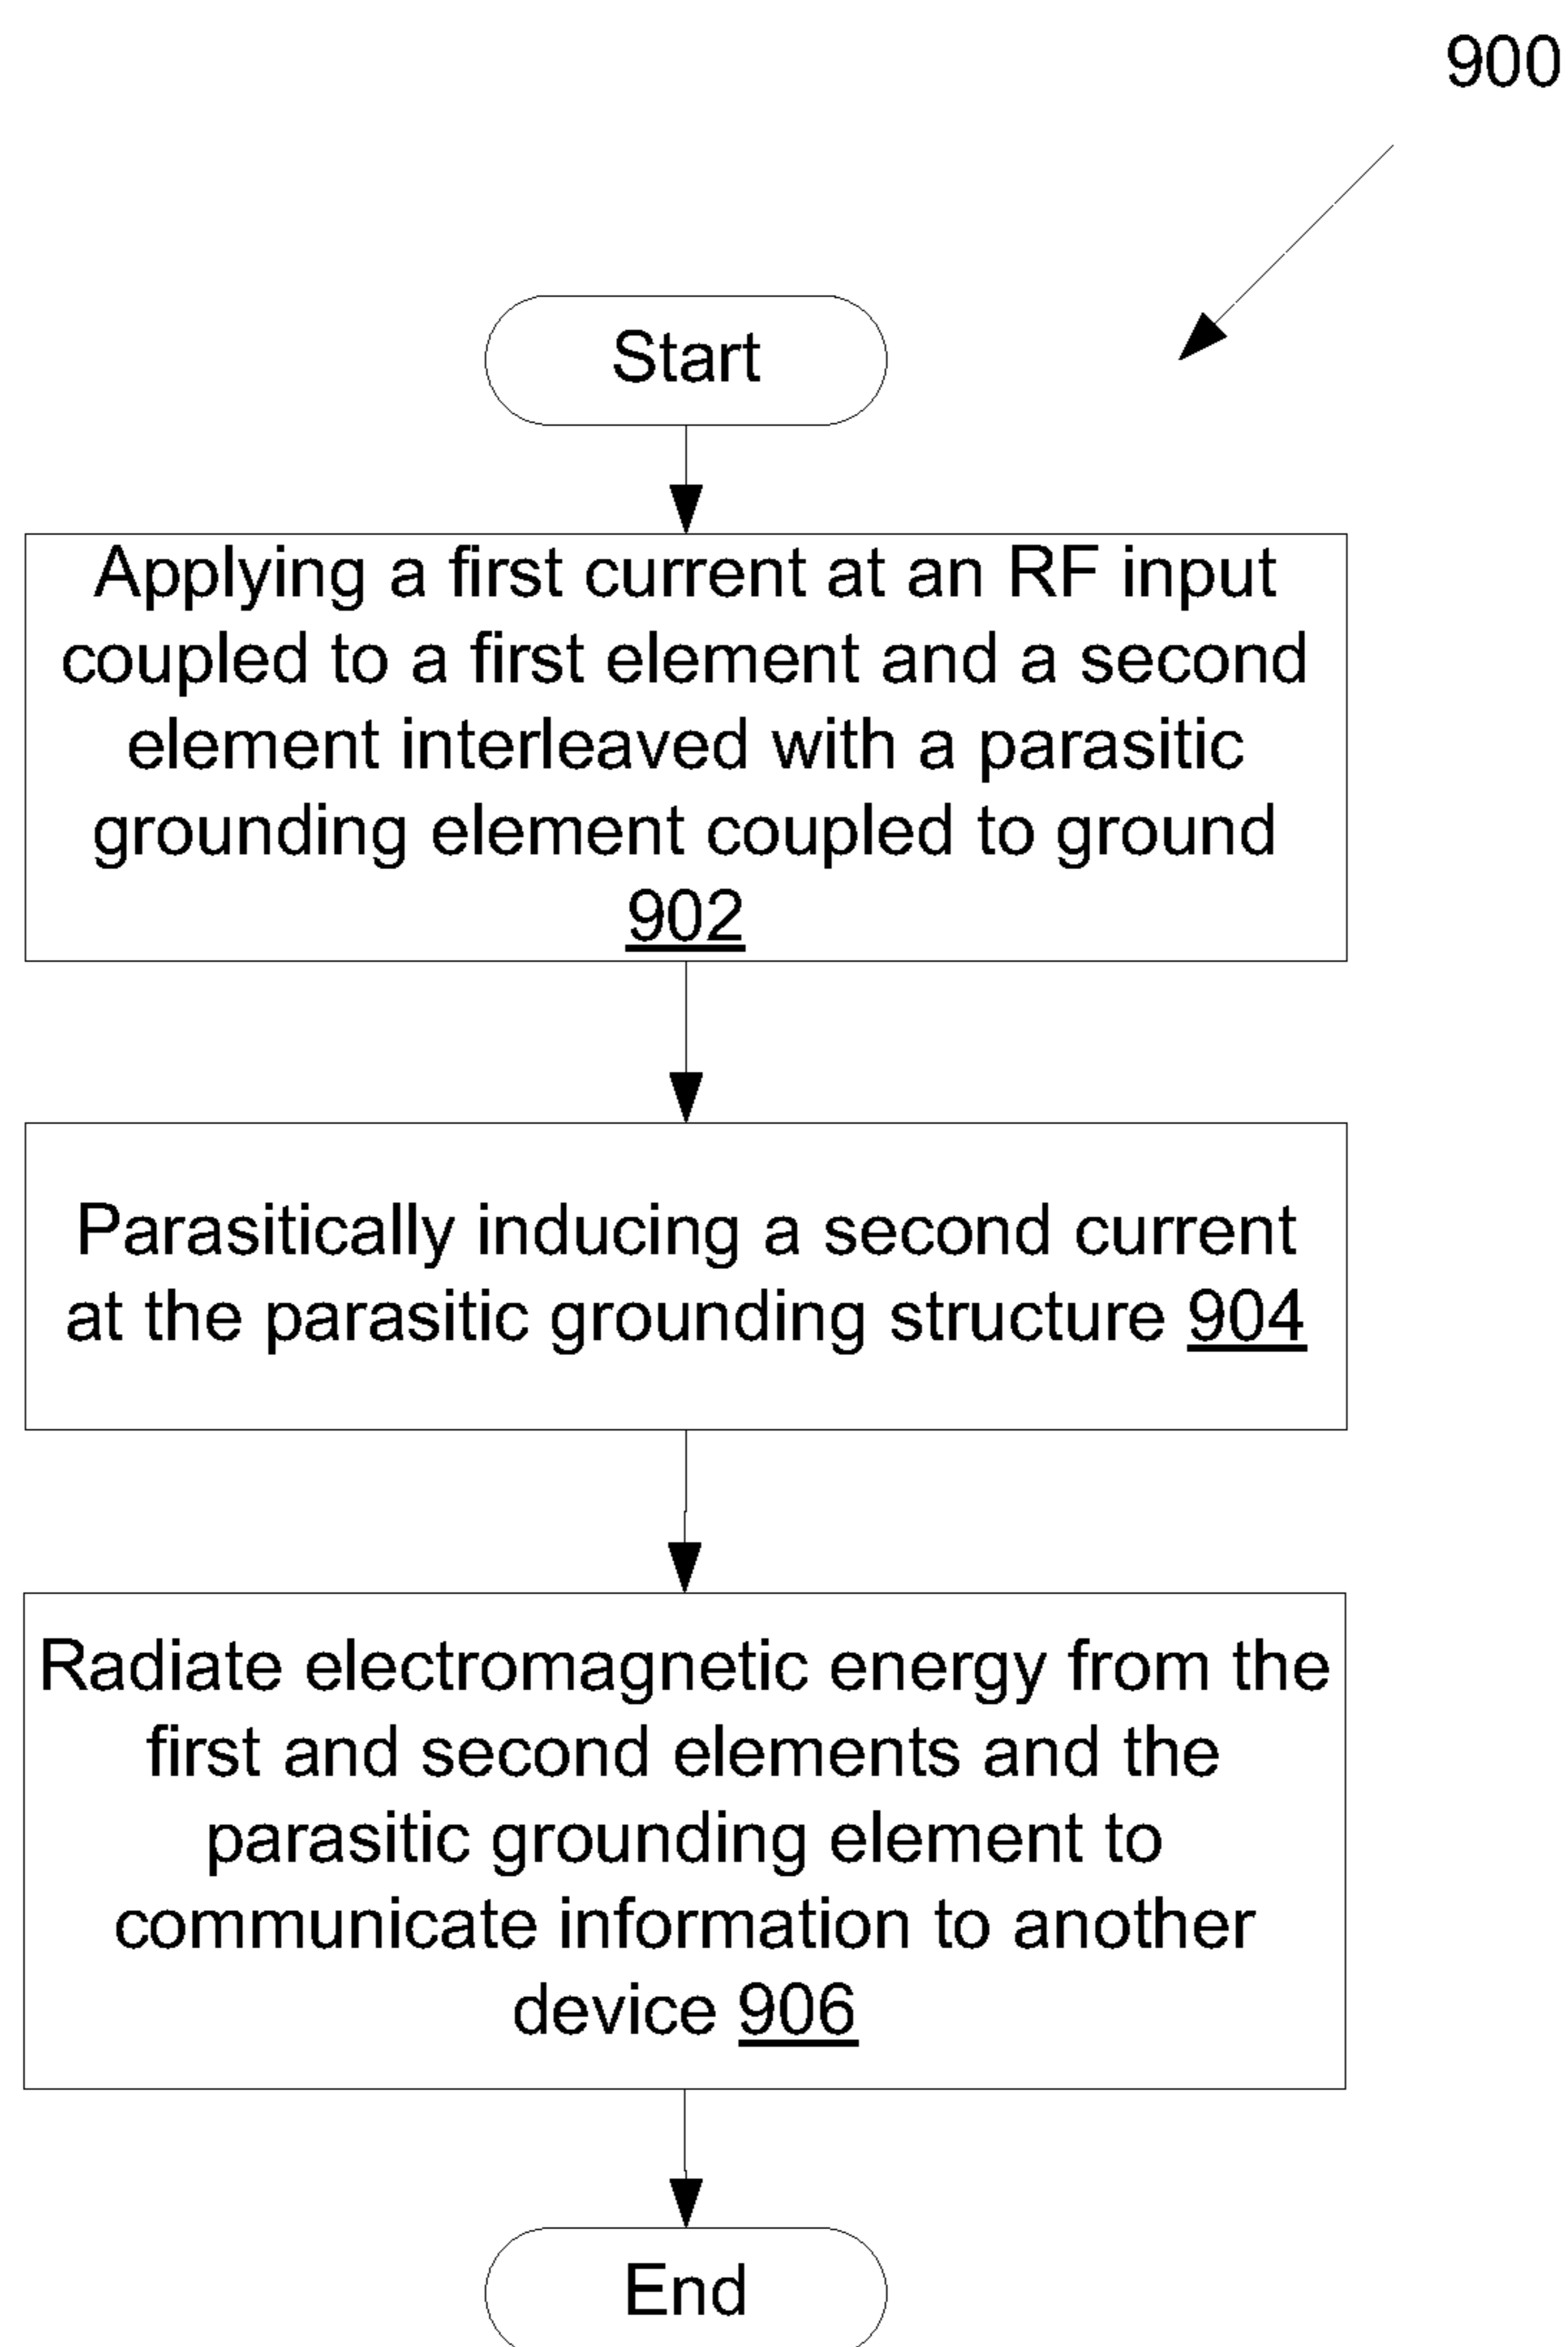 900
Start
Applying a first current at an RF input
coupled to a first element and a second
element interleaved with a parasitic
grounding element coupled to ground
902
Parasitically inducing a second current
at the parasitic grounding structure 904
Radiate electromagnetic energy from the
first and second elements and the
parasitic grounding element to
communicate information to another
device 906
End